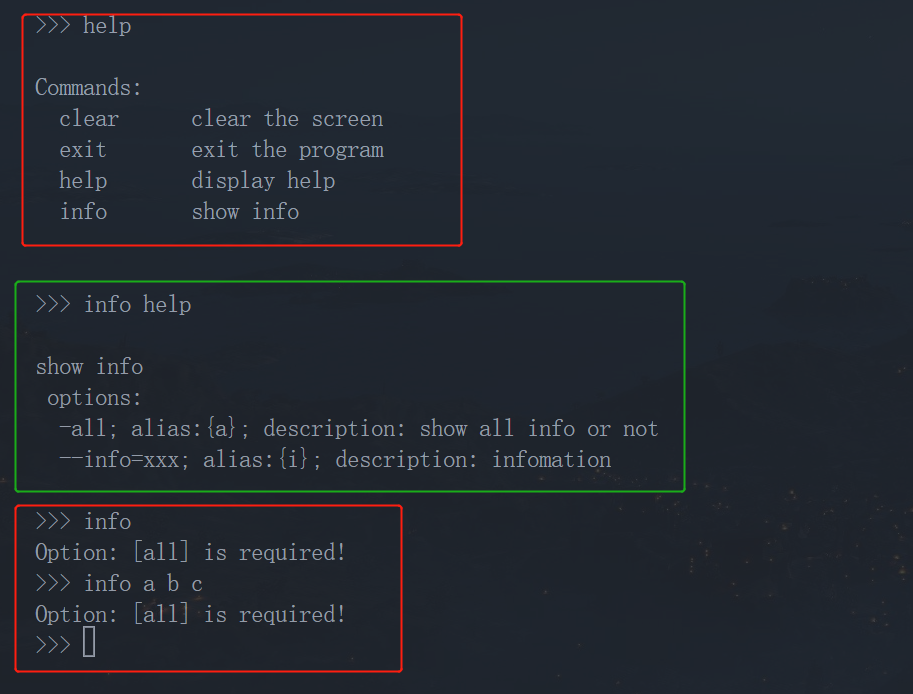 >>> help
Commands:
clear clear the screen
exit exit the program
help display help
info show info
>>> info help
show info
options:
-all; alias:{a}; description: show all info or not
--info=xxx; alias:{i}; description: infomation
>>> info
Option: [all] is required!
>>> info a b c
Option: [all] is required!
>>>